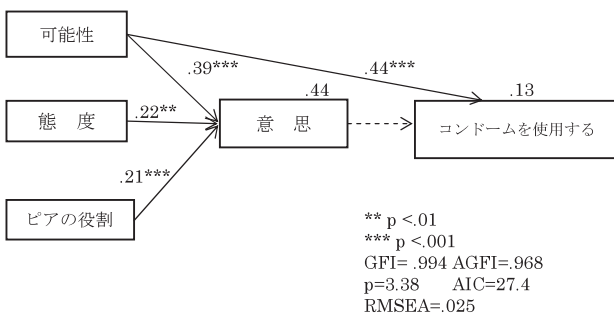 可能性
.39***
.44***
.44
.13
態　度
.22**
意　思
コンドームを使用する
.21***
ピアの役割
** p <.01
*** p <.001
GFI= .994 AGFI=.968
p=3.38　AIC=27.4
RMSEA=.025